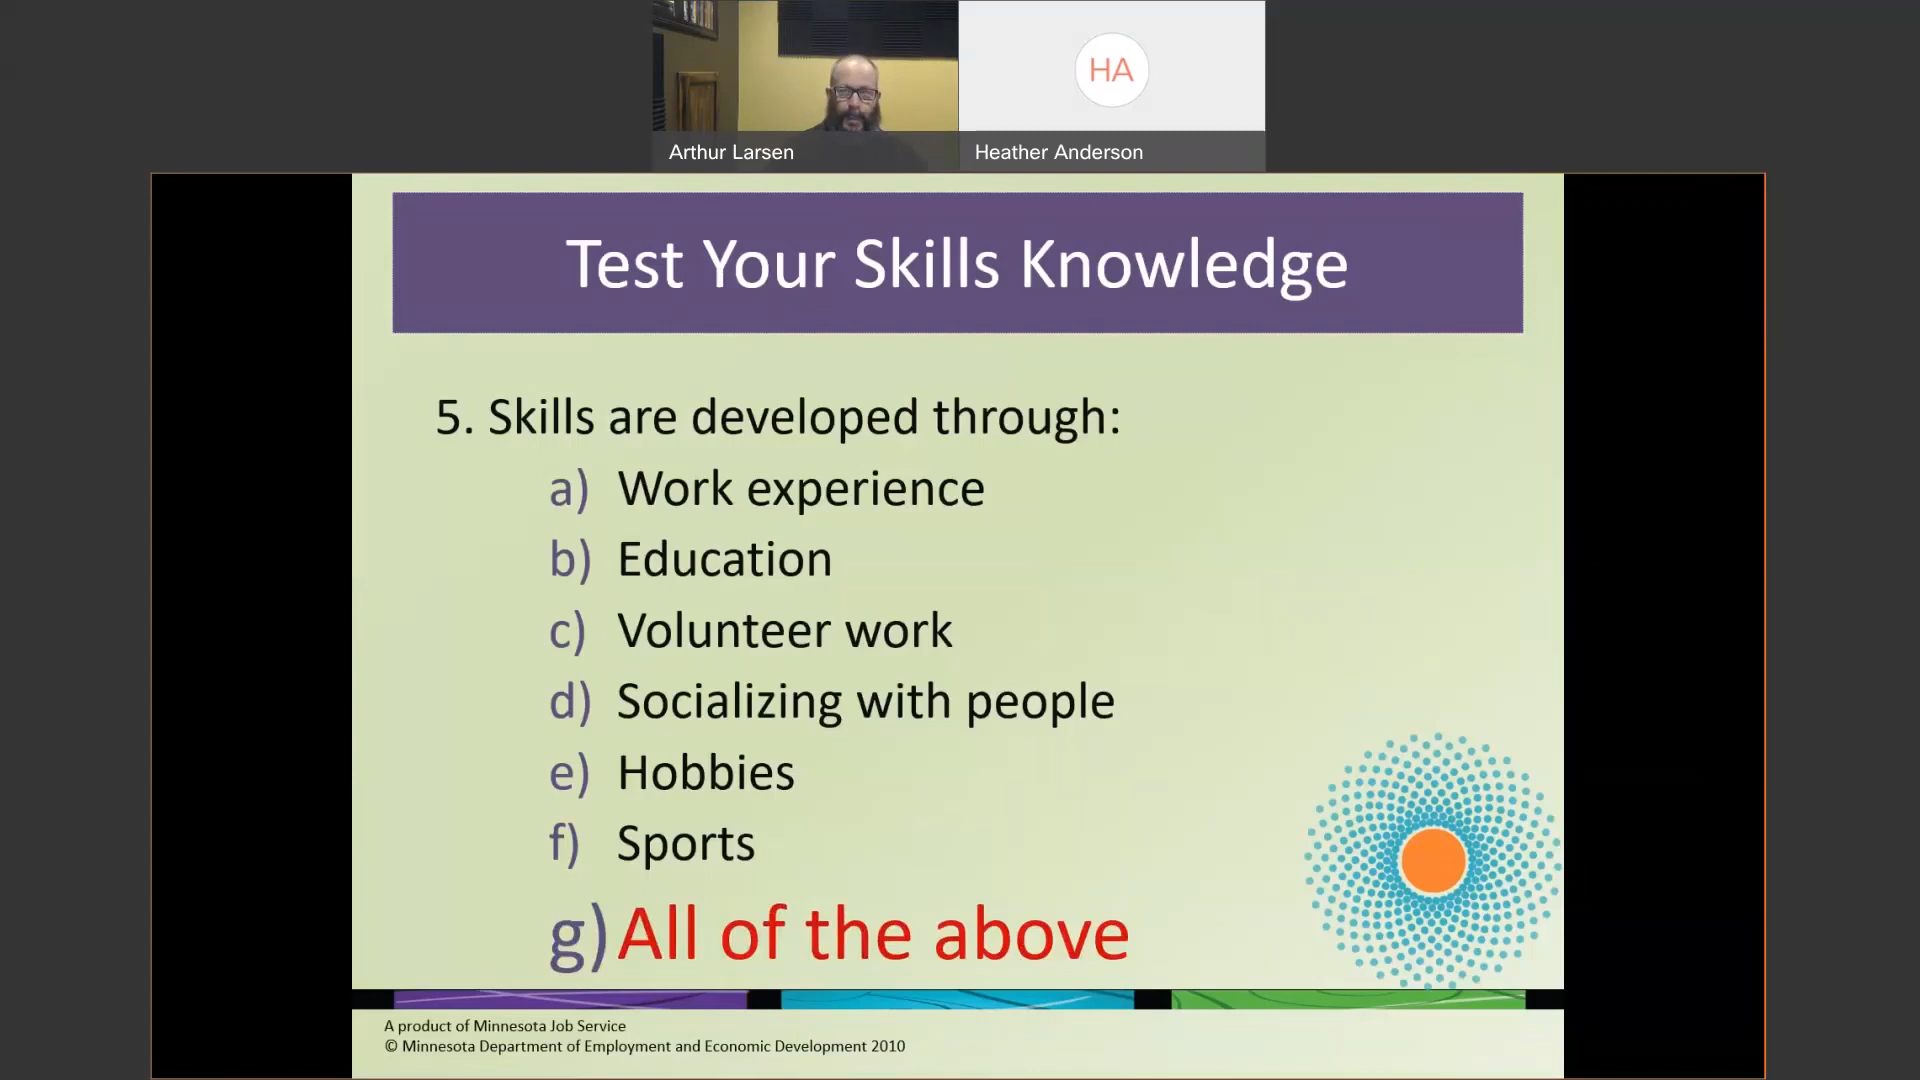 HA
Arthur Larsen
Heather Anderson
Test Your Skills Knowledge
5. Skills are developed through:
a) Work experience
b) Education
c) Volunteer work
d) Socializing with people
e) Hobbies
f) Sports
g) All of the above
A product of Minnesota Job Service
© Minnesota Department of Employment and Economic Development 2010